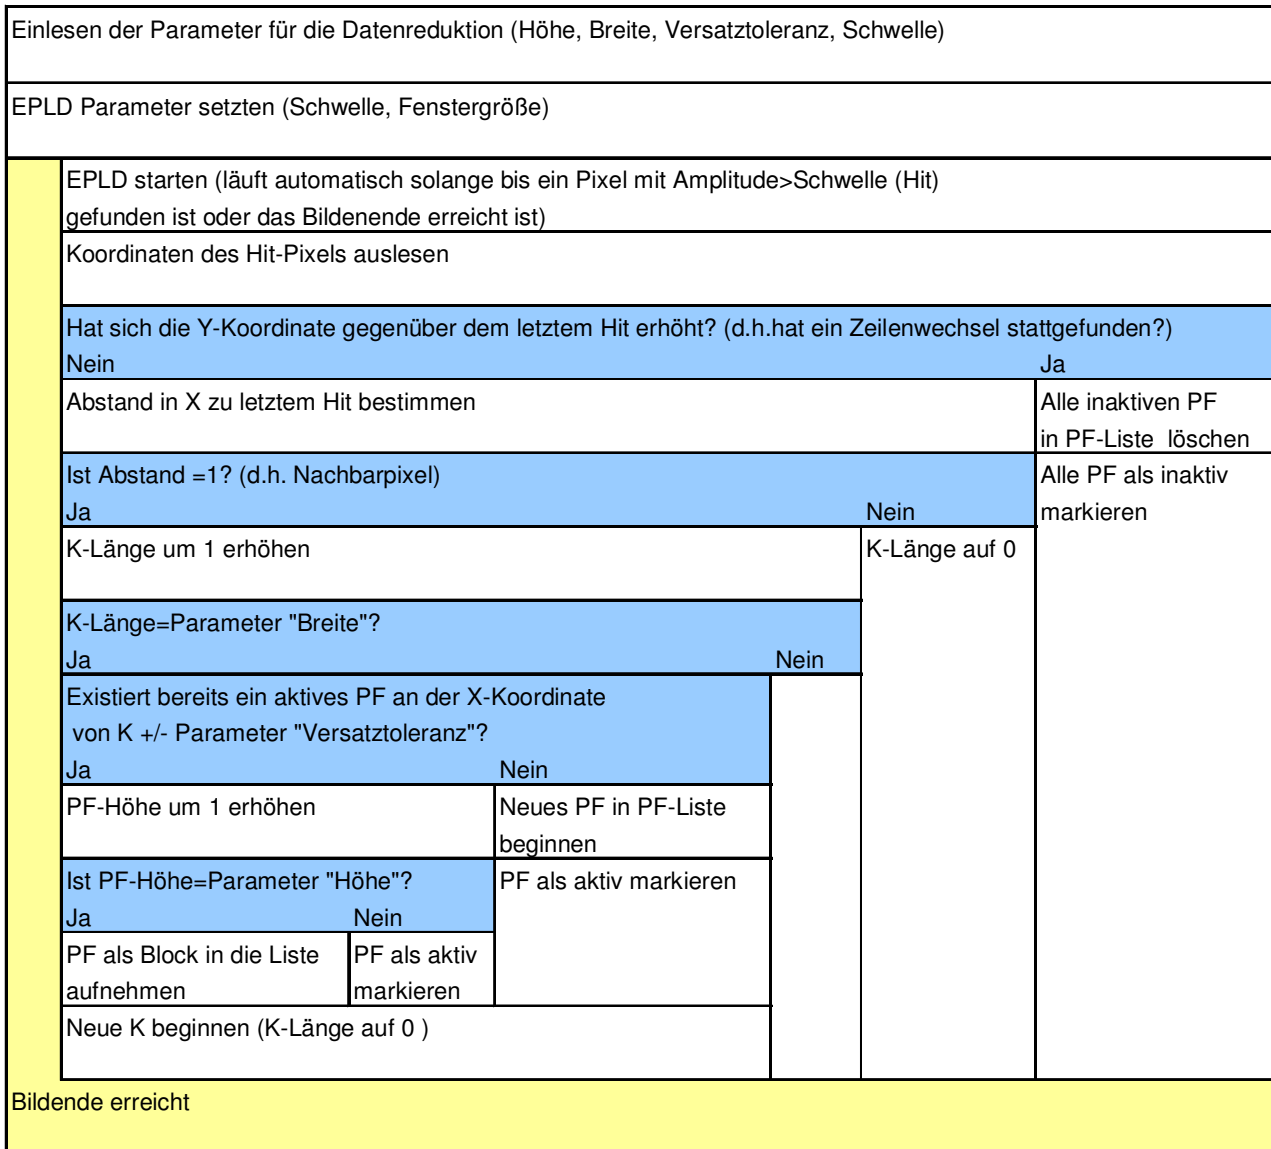 Einlesen der Parameter für die Datenreduktion (Höhe, Breite, Versatztoleranz, Schwelle)
EPLD Parameter setzten (Schwelle, Fenstergröße)
EPLD starten (läuft automatisch solange bis ein Pixel mit Amplitude>Schwelle (Hit)
gefunden ist oder das Bildenende erreicht ist)
Koordinaten des Hit-Pixels auslesen
Hat sich die Y-Koordinate gegenüber dem letztem Hit erhöht? (d.h.hat ein Zeilenwechsel stattgefunden?)
Nein
Ja
Abstand in X zu letztem Hit bestimmen
Alle inaktiven PF
in PF-Liste löschen
Ist Abstand =1? (d.h. Nachbarpixel)
Ja
Nein
Alle PF als inaktiv
markieren
K-Länge um 1 erhöhen
K-Länge auf 0
K-Länge=Parameter "Breite"?
Ja
Nein
Existiert bereits ein aktives PF an der X-Koordinate
von K +/- Parameter "Versatztoleranz"?
Ja
Nein
PF-Höhe um 1 erhöhen
Neues PF in PF-Liste
beginnen
Ist PF-Höhe=Parameter "Höhe"?
Ja
Nein
PF als aktiv markieren
PF als Block in die Liste
aufnehmen
PF als aktiv
markieren
Neue K beginnen (K-Länge auf 0 )
Bildende erreicht